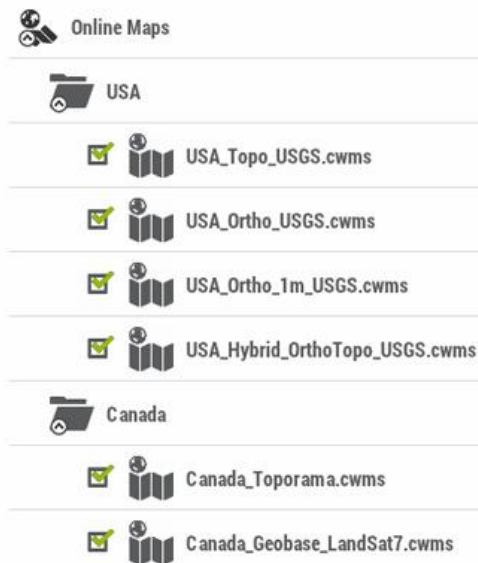 Online Maps
USA
USA_Topo_USGS.cwms
USA_Ortho_USGS.cwms
USA_Ortho_1m_USGS.cwms
USA_Hybrid_OrthoTopo_USGS.cwms
Canada
Canada_Toporama.cwms
Canada_Geobase_LandSat7.cwms